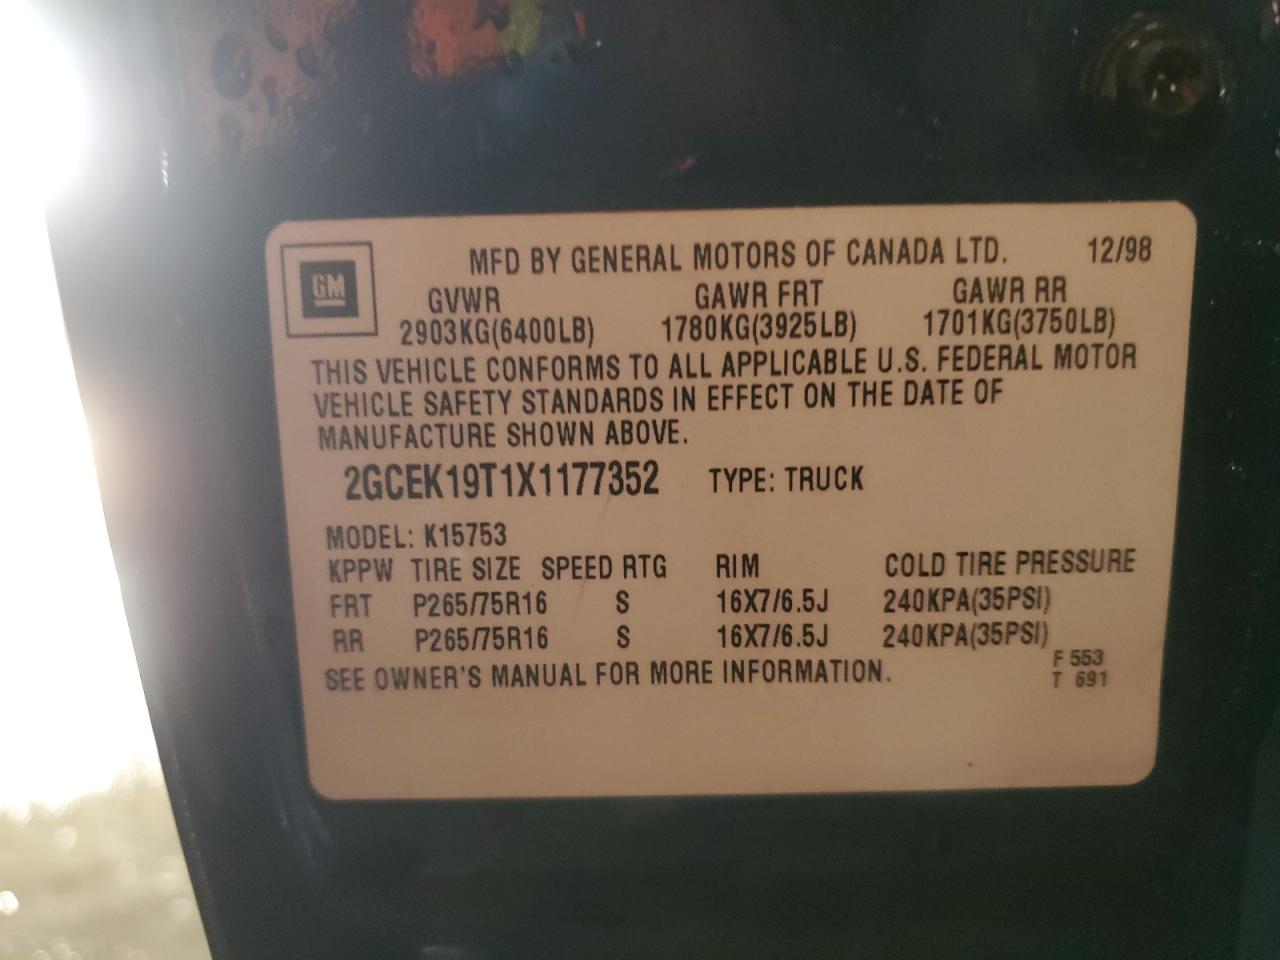 MFD BY GENERAL MOTORS OF CANADA LTD. 12/98
GM
GVWR GAWR FRT GAWR RR
2903KG(6400LB) 1780KG(3925LB) 1701KG(3750LB)
THIS VEHICLE CONFORMS TO ALL APPLICABLE U.S. FEDERAL MOTOR
VEHICLE SAFETY STANDARDS IN EFFECT ON THE DATE OF
MANUFACTURE SHOWN ABOVE.
2GCEK19T1X1177352 TYPE: TRUCK
MODEL: K15753
KPPW TIRE SIZE SPEED RTG RIM COLD TIRE PRESSURE
FRT P265/75R16 S 16X7/6.5J 240KPA(35PSI)
RR P265/75R16 S 16X7/6.5J 240KPA(35PSI)
SEE OWNER'S MANUAL FOR MORE INFORMATION.
F 553
T 691